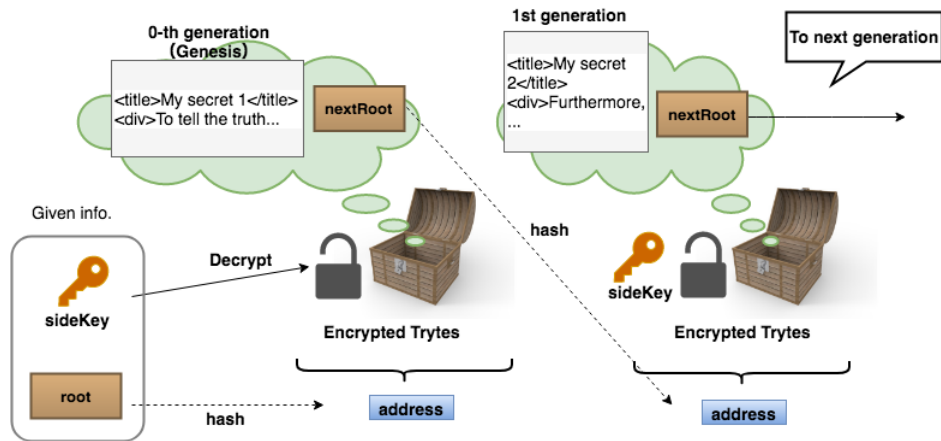 0-th generation
(Genesis)
<title>My secret 1</title>
<div>To tell the truth...
nextRoot
1st generation
<title>My secret
2</title>
<div>Furthermore,
...
nextRoot
To next generation
Given info.
sideKey
Decrypt
Encrypted Trytes
root
hash
address
hash
sideKey
Encrypted Trytes
address